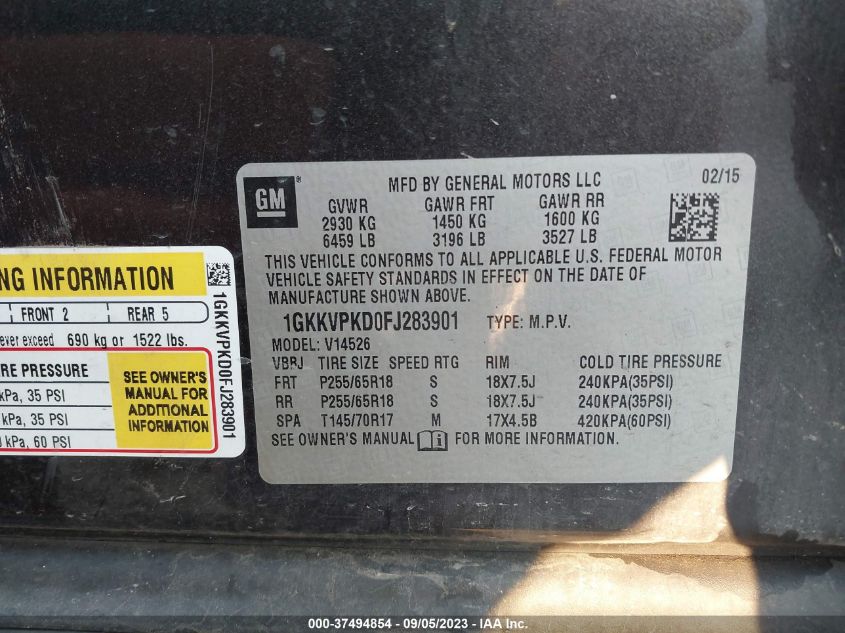 GM
®
MFD BY GENERAL MOTORS LLC
02/15
GVWR GAWR FRT GAWR RR
2930 KG 1450 KG 1600 KG
6459 LB 3196 LB 3527 LB
THIS VEHICLE CONFORMS TO ALL APPLICABLE U.S. FEDERAL MOTOR
VEHICLE SAFETY STANDARDS IN EFFECT ON THE DATE OF
MANUFACTURE SHOWN ABOVE.
1GKKVPKD0FJ283901 TYPE: M.P.V.
MODEL: V14526
VBRJ TIRE SIZE SPEED RTG RIM COLD TIRE PRESSURE
FRT P255/65R18 S 18X7.5J 240KPA(35PSI)
RR P255/65R18 S 18X7.5J 240KPA(35PSI)
SPA T145/70R17 M 17X4.5B 420KPA(60PSI)
SEE OWNER'S MANUAL i FOR MORE INFORMATION.
NG INFORMATION
FRONT 2 REAR 5
ever exceed 690 kg or 1522 lbs.
RE PRESSURE
kPa, 35 PSI
kPa, 35 PSI
kPa, 60 PSI
SEE OWNER'S
MANUAL FOR
ADDITIONAL
INFORMATION
1GKKVPKD0FJ283901
000-37494854 - 09/05/2023 - IAA Inc.